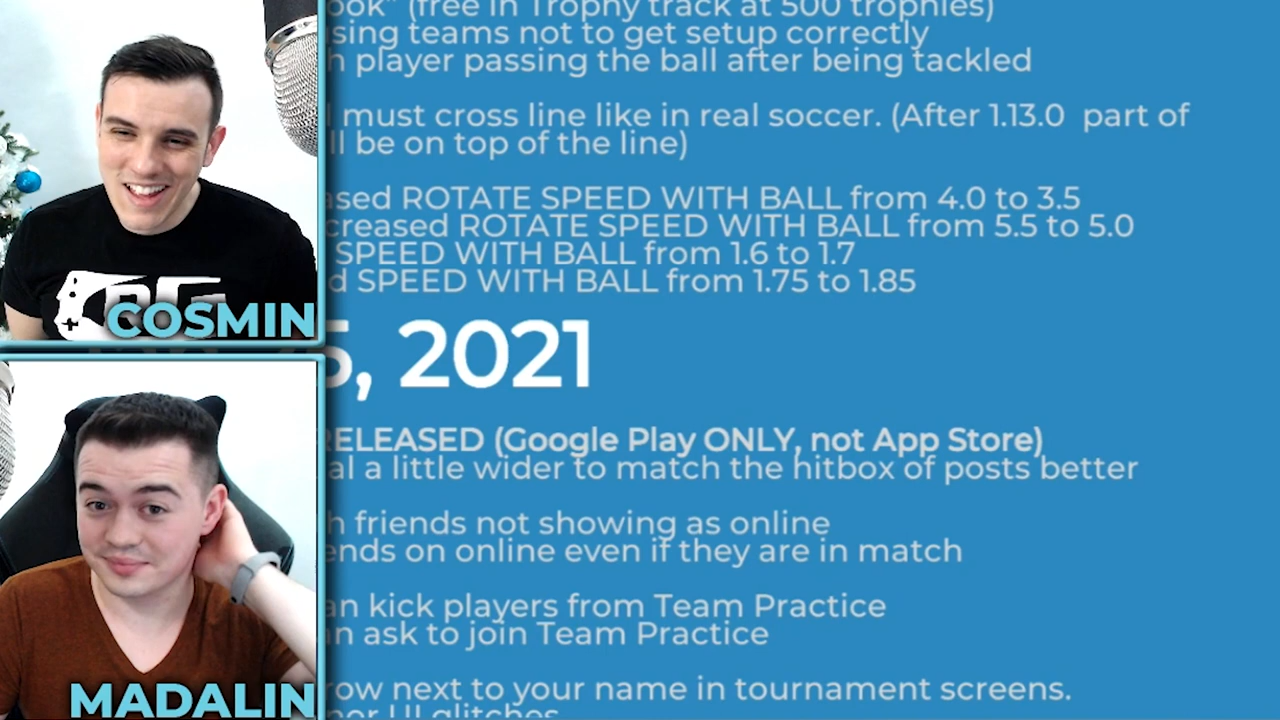 ook" (free in Trophy track at 500 trophies)
sing teams not to get setup correctly
player passing the ball after being tackled
must cross line like in real soccer. (After 1.13.0 part of
ll be on top of the line)
ased ROTATE SPEED WITH BALL from 4.0 to 3.5
creased ROTATE SPEED WITH BALL from 5.5 to 5.0
SPEED WITH BALL from 1.6 to 1.7
d SPEED WITH BALL from 1.75 to 1.85
COSMIN
5, 2021
RELEASED (Google Play ONLY, not App Store)
al a little wider to match the hitbox of posts better
h friends not showing as online
ends on online even if they are in match
an kick players from Team Practice
an ask to join Team Practice
row next to your name in tournament screens.
nor UI glitches
MADALIN